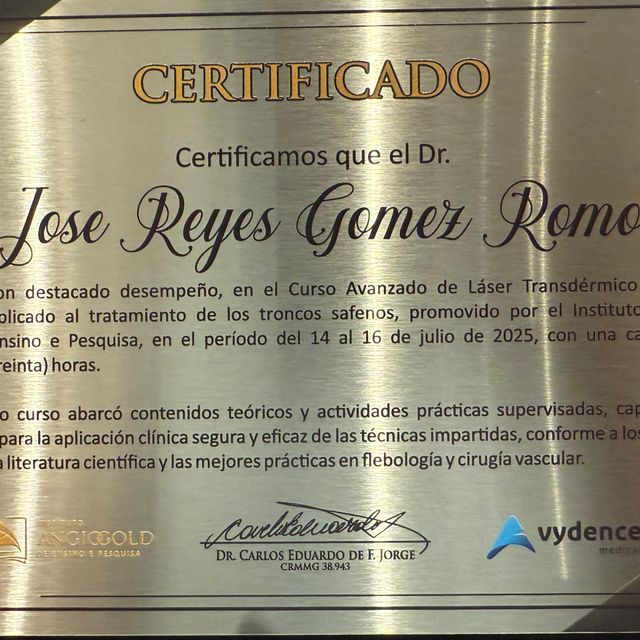 CERTIFICADO
Certificamos que el Dr.
Jose Reyes Gomez Romo
on destacado desempeño, en el Curso Avanzado de Láser Transdérmico
plicado al tratamiento de los troncos safenos, promovido por el Instituto
nsino e Pesquisa, en el período del 14 al 16 de julio de 2025, con una ca
reinta) horas.
o curso abarcó contenidos teóricos y actividades prácticas supervisadas, cap
para la aplicación clínica segura y eficaz de las técnicas impartidas, conforme a los
a literatura científica y las mejores prácticas en flebología y cirugía vascular.
INSTITUTO
ANGIOGOLD
DE ENSINO E PESQUISA
DR. CARLOS EDUARDO DE F. JORGE
CRMMG 38.943
vydence
medical